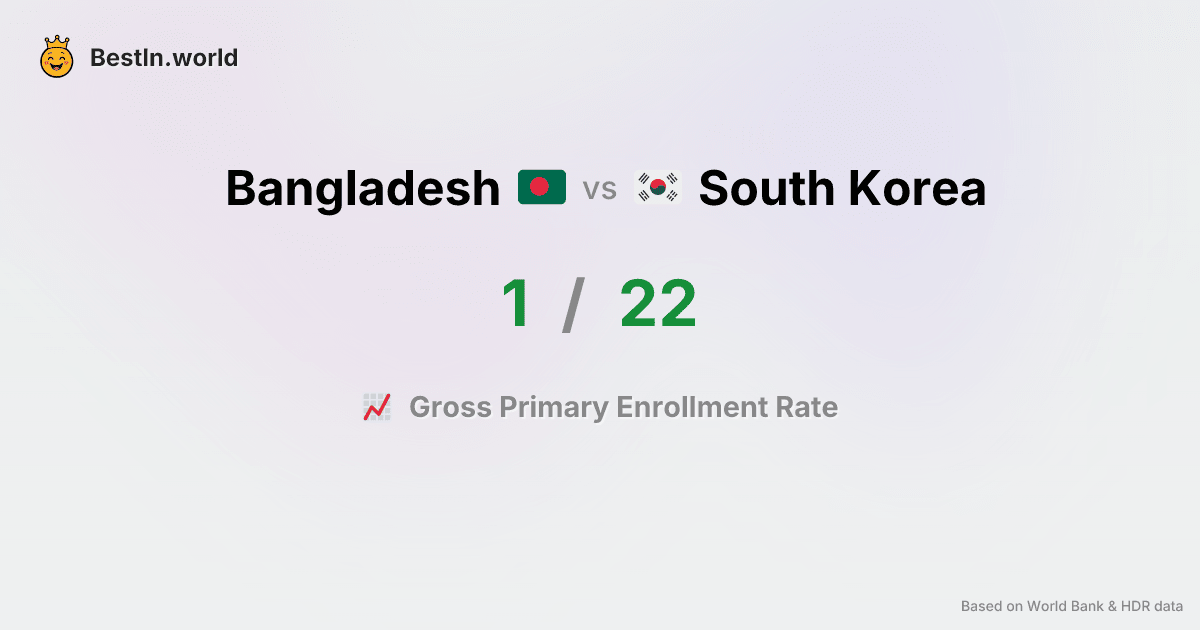 BestIn.world
Bangladesh vs South Korea
1 / 22
Gross Primary Enrollment Rate
Based on World Bank & HDR data